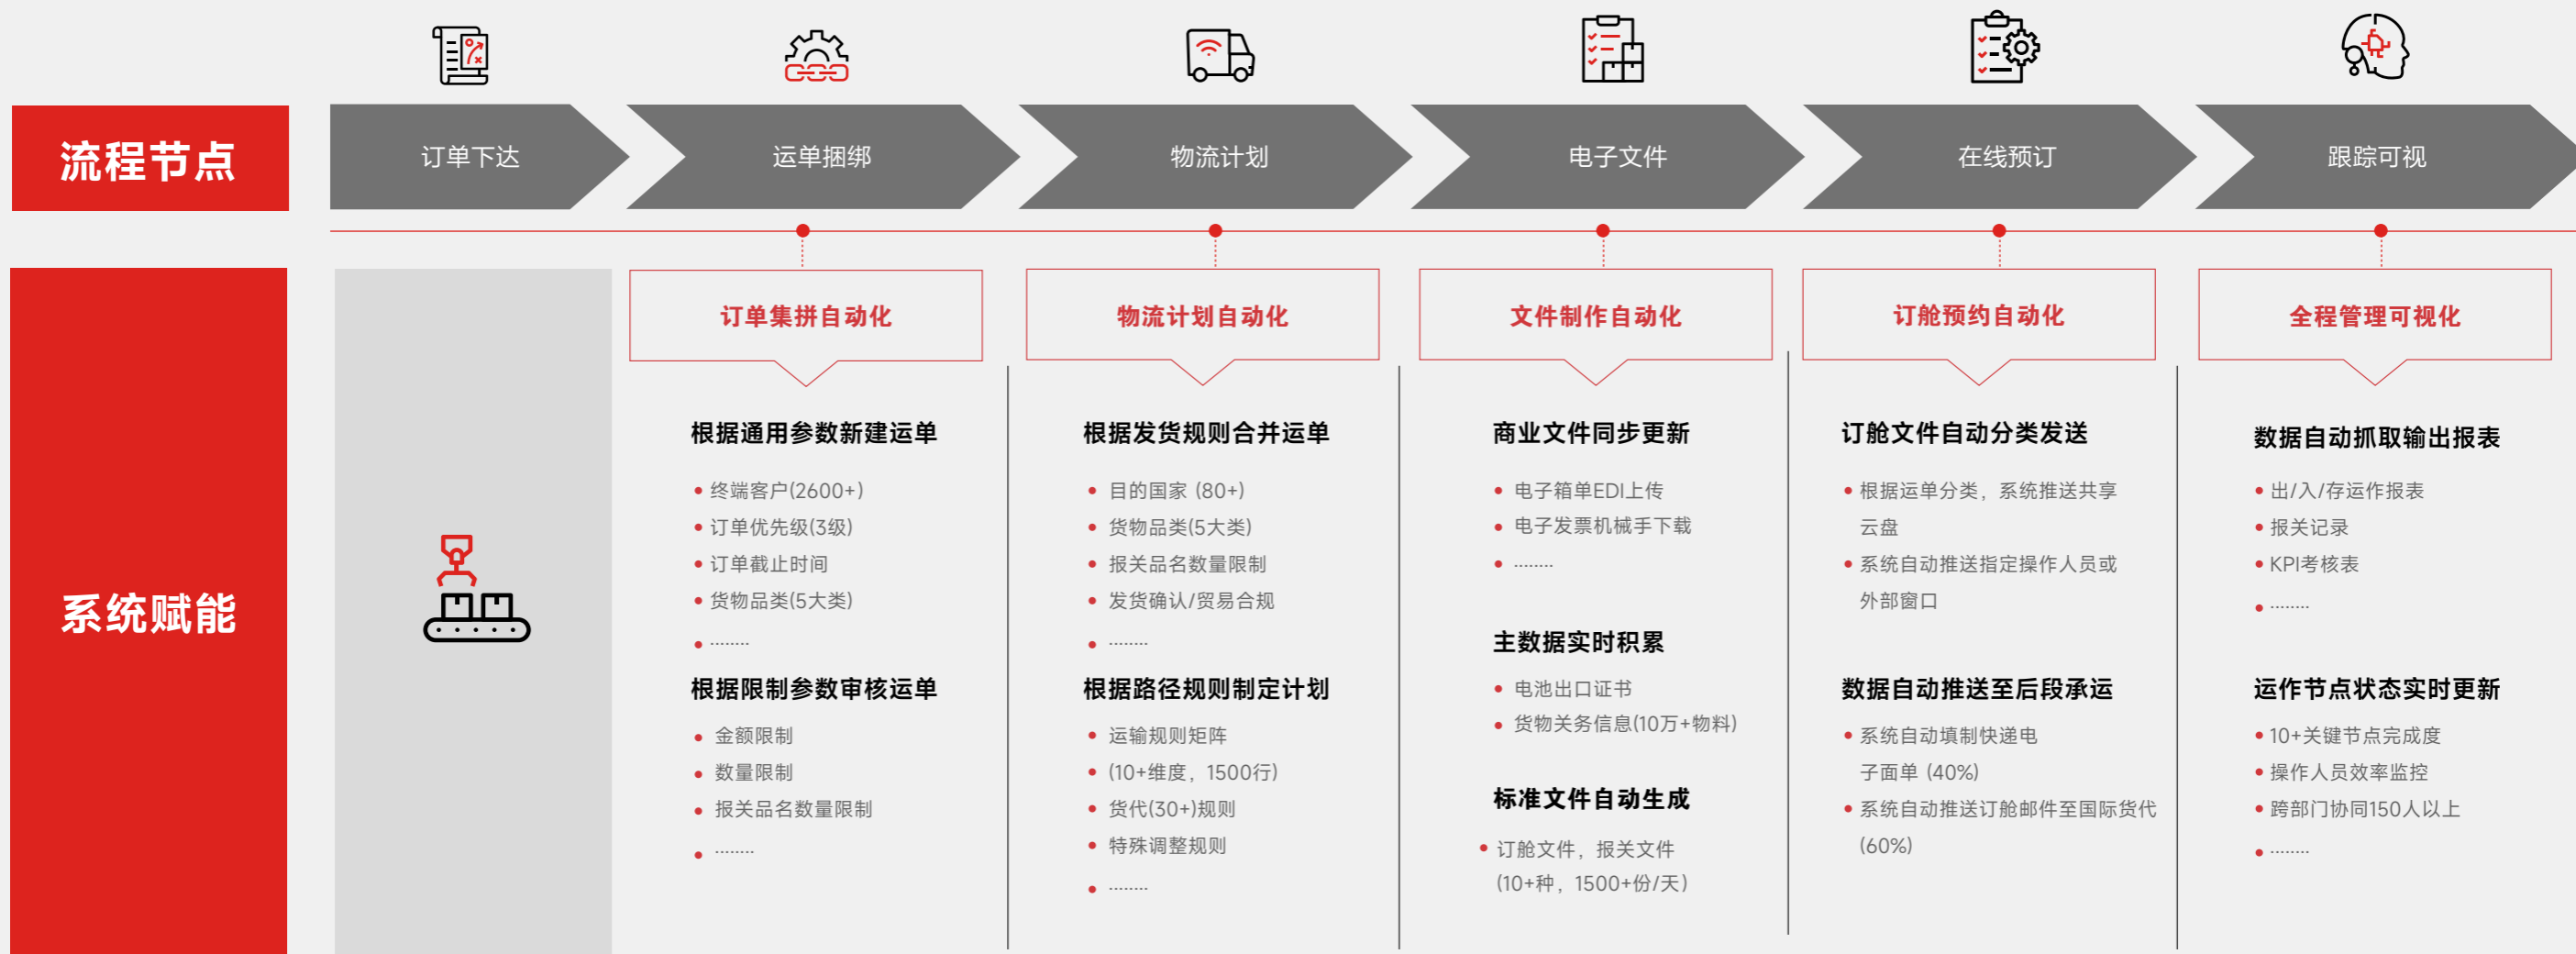 流程节点
订单下达
运单捆绑
物流计划
电子文件
在线预订
跟踪可视
系统赋能
订单集拼自动化
根据通用参数新建运单
终端客户(2600+)
订单优先级(3级)
订单截止时间
货物品类(5大类)
........
根据限制参数审核运单
金额限制
数量限制
报关品名数量限制
........
物流计划自动化
根据发货规则合并运单
目的国家 (80+)
货物品类(5大类)
报关品名数量限制
发货确认/贸易合规
........
根据路径规则制定计划
运输规则矩阵
(10+维度，1500行)
货代(30+)规则
特殊调整规则
........
文件制作自动化
商业文件同步更新
电子箱单EDI上传
电子发票机械手下载
........
主数据实时积累
电池出口证书
货物关务信息(10万+物料)
标准文件自动生成
订舱文件，报关文件
(10+种，1500+份/天)
订舱预约自动化
订舱文件自动分类发送
根据运单分类，系统推送共享
云盘
系统自动推送指定操作人员或
外部窗口
数据自动推送至后段承运
系统自动填制快递电
子面单 (40%)
系统自动推送订舱邮件至国际货代
(60%)
全程管理可视化
数据自动抓取输出报表
出/入/存运作报表
报关记录
KPI考核表
........
运作节点状态实时更新
10+关键节点完成度
操作人员效率监控
跨部门协同150人以上
........